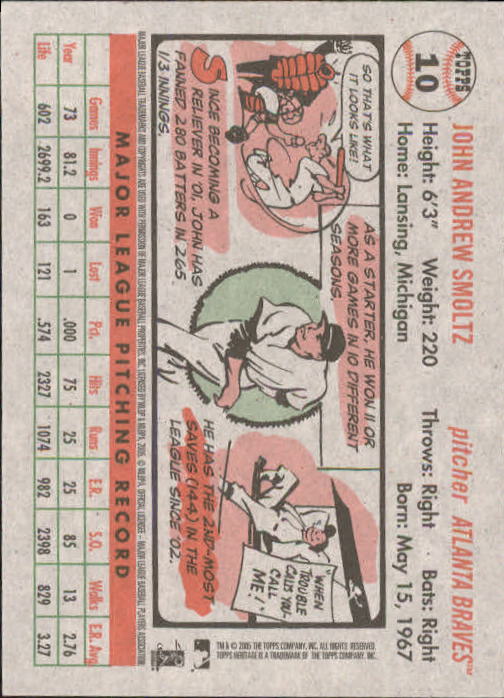 TOPPS
10
JOHN ANDREW SMOLTZ pitcher ATLANTA BRAVES™
Height: 6'3" Weight: 220 Throws: Right Bats: Right
Home: Lansing, Michigan Born: May 15, 1967
SO THAT'S WHAT
IT LOOKS LIKE!
SINCE BECOMING A
RELIEVER IN '01, JOHN HAS
FANNED 280 BATTERS IN 265
1/3 INNINGS.
AS A STARTER, HE WON 11 OR
MORE GAMES IN 10 DIFFERENT
SEASONS.
HE HAS THE 2ND-MOST
SAVES (144) IN THE
LEAGUE SINCE '02.
"WHEN
TROUBLE
CALLS YOU-
CALL
ME!"
TM & © 2005 THE TOPPS COMPANY, INC. ALL RIGHTS RESERVED.
TOPPS HERITAGE IS A TRADEMARK OF THE TOPPS COMPANY, INC.
MAJOR LEAGUE PITCHING RECORD
Games Innings Won Lost Pct. Hits Runs E.R. S.O. Walks E.R. Avg.
Year 73 81.2 0 1 .000 75 25 25 85 13 2.76
Life 602 2699.2 163 121 .574 2327 1074 982 2398 829 3.27